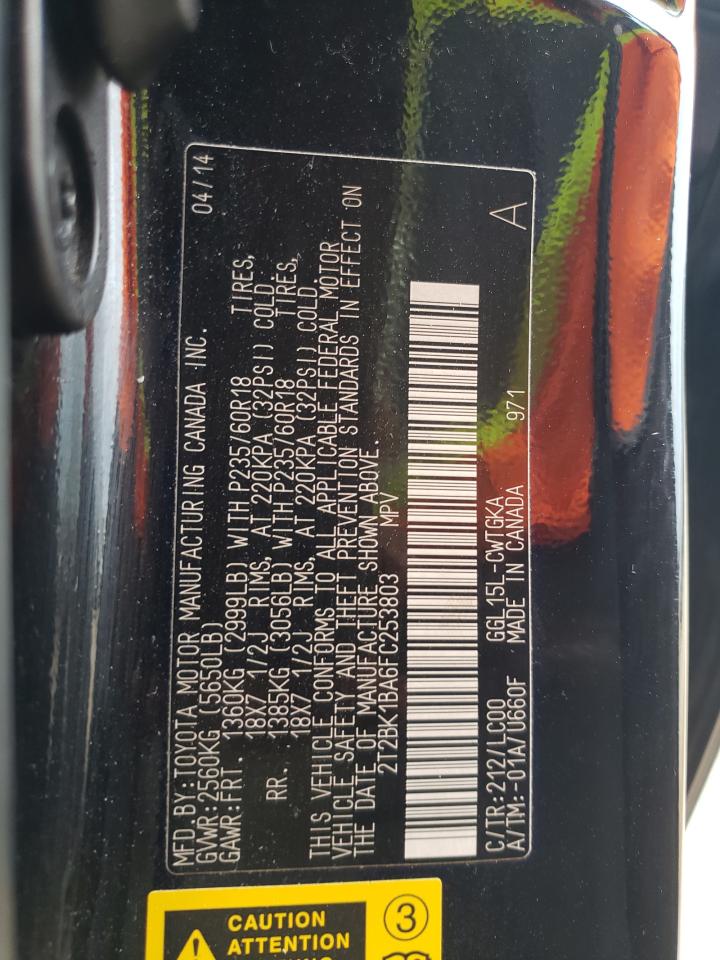 MFD. BY:TOYOTA MOTOR MANUFACTURING CANADA INC. 04/14
GVWR:2560KG (5650LB)
GAWR:FRT. 1360KG (2999LB) WITH P235/60R18 TIRES,
18X7 1/2J RIMS, AT 220KPA (32PSI) COLD
RR. 1385KG (3056LB) WITH P235/60R18 TIRES,
18X7 1/2J RIMS, AT 220KPA (32PSI) COLD.
THIS VEHICLE CONFORMS TO ALL APPLICABLE FEDERAL MOTOR
VEHICLE SAFETY AND THEFT PREVENTION STANDARDS IN EFFECT ON
THE DATE OF MANUFACTURE SHOWN ABOVE.
2T2BK1BA6FC253803 MPV
C/TR:212/LC00 GGL15L-CWTGKA A
A/TM:-01A/U660F MADE IN CANADA 971
CAUTION 3
ATTENTION